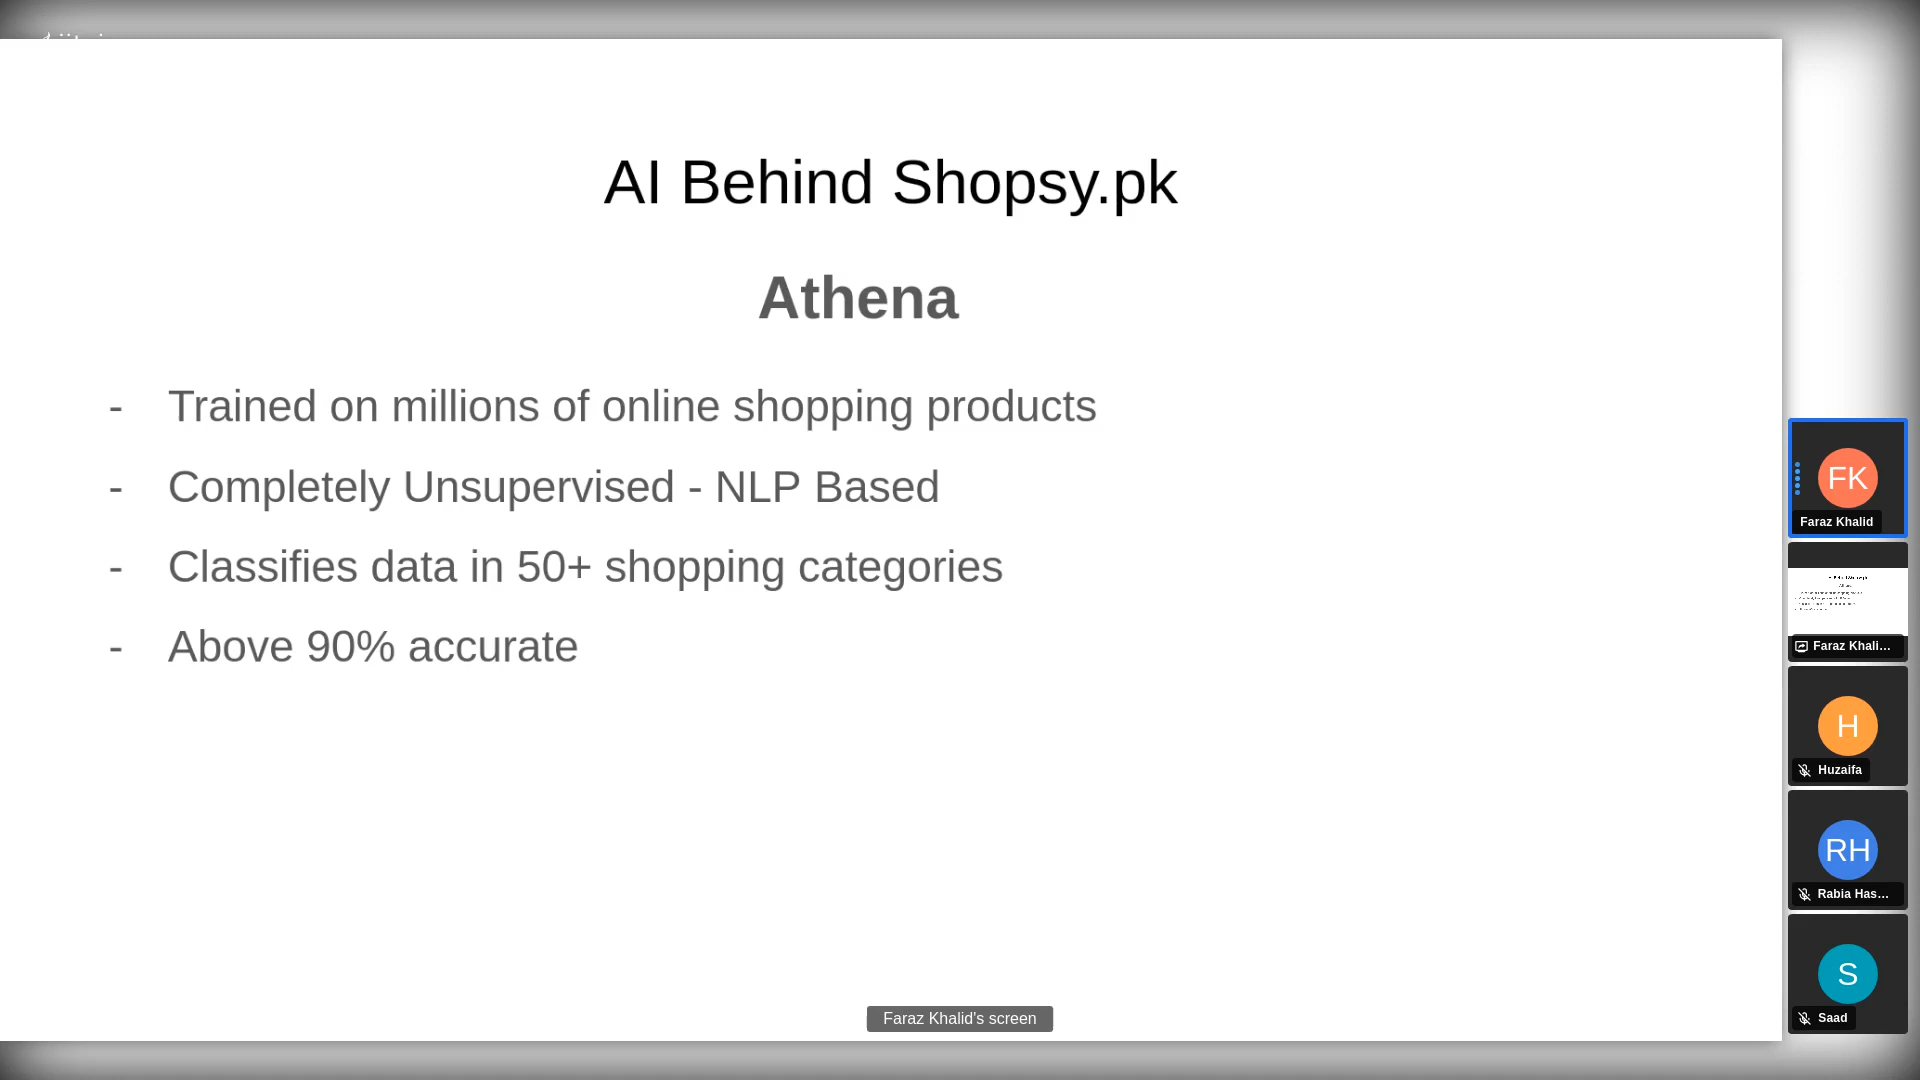 AI Behind Shopsy.pk
Athena
- Trained on millions of online shopping products
- Completely Unsupervised - NLP Based
- Classifies data in 50+ shopping categories
- Above 90% accurate
Faraz Khalid's screen
FK
Faraz Khalid
Faraz Khali...
H
Huzaifa
RH
Rabia Has...
S
Saad